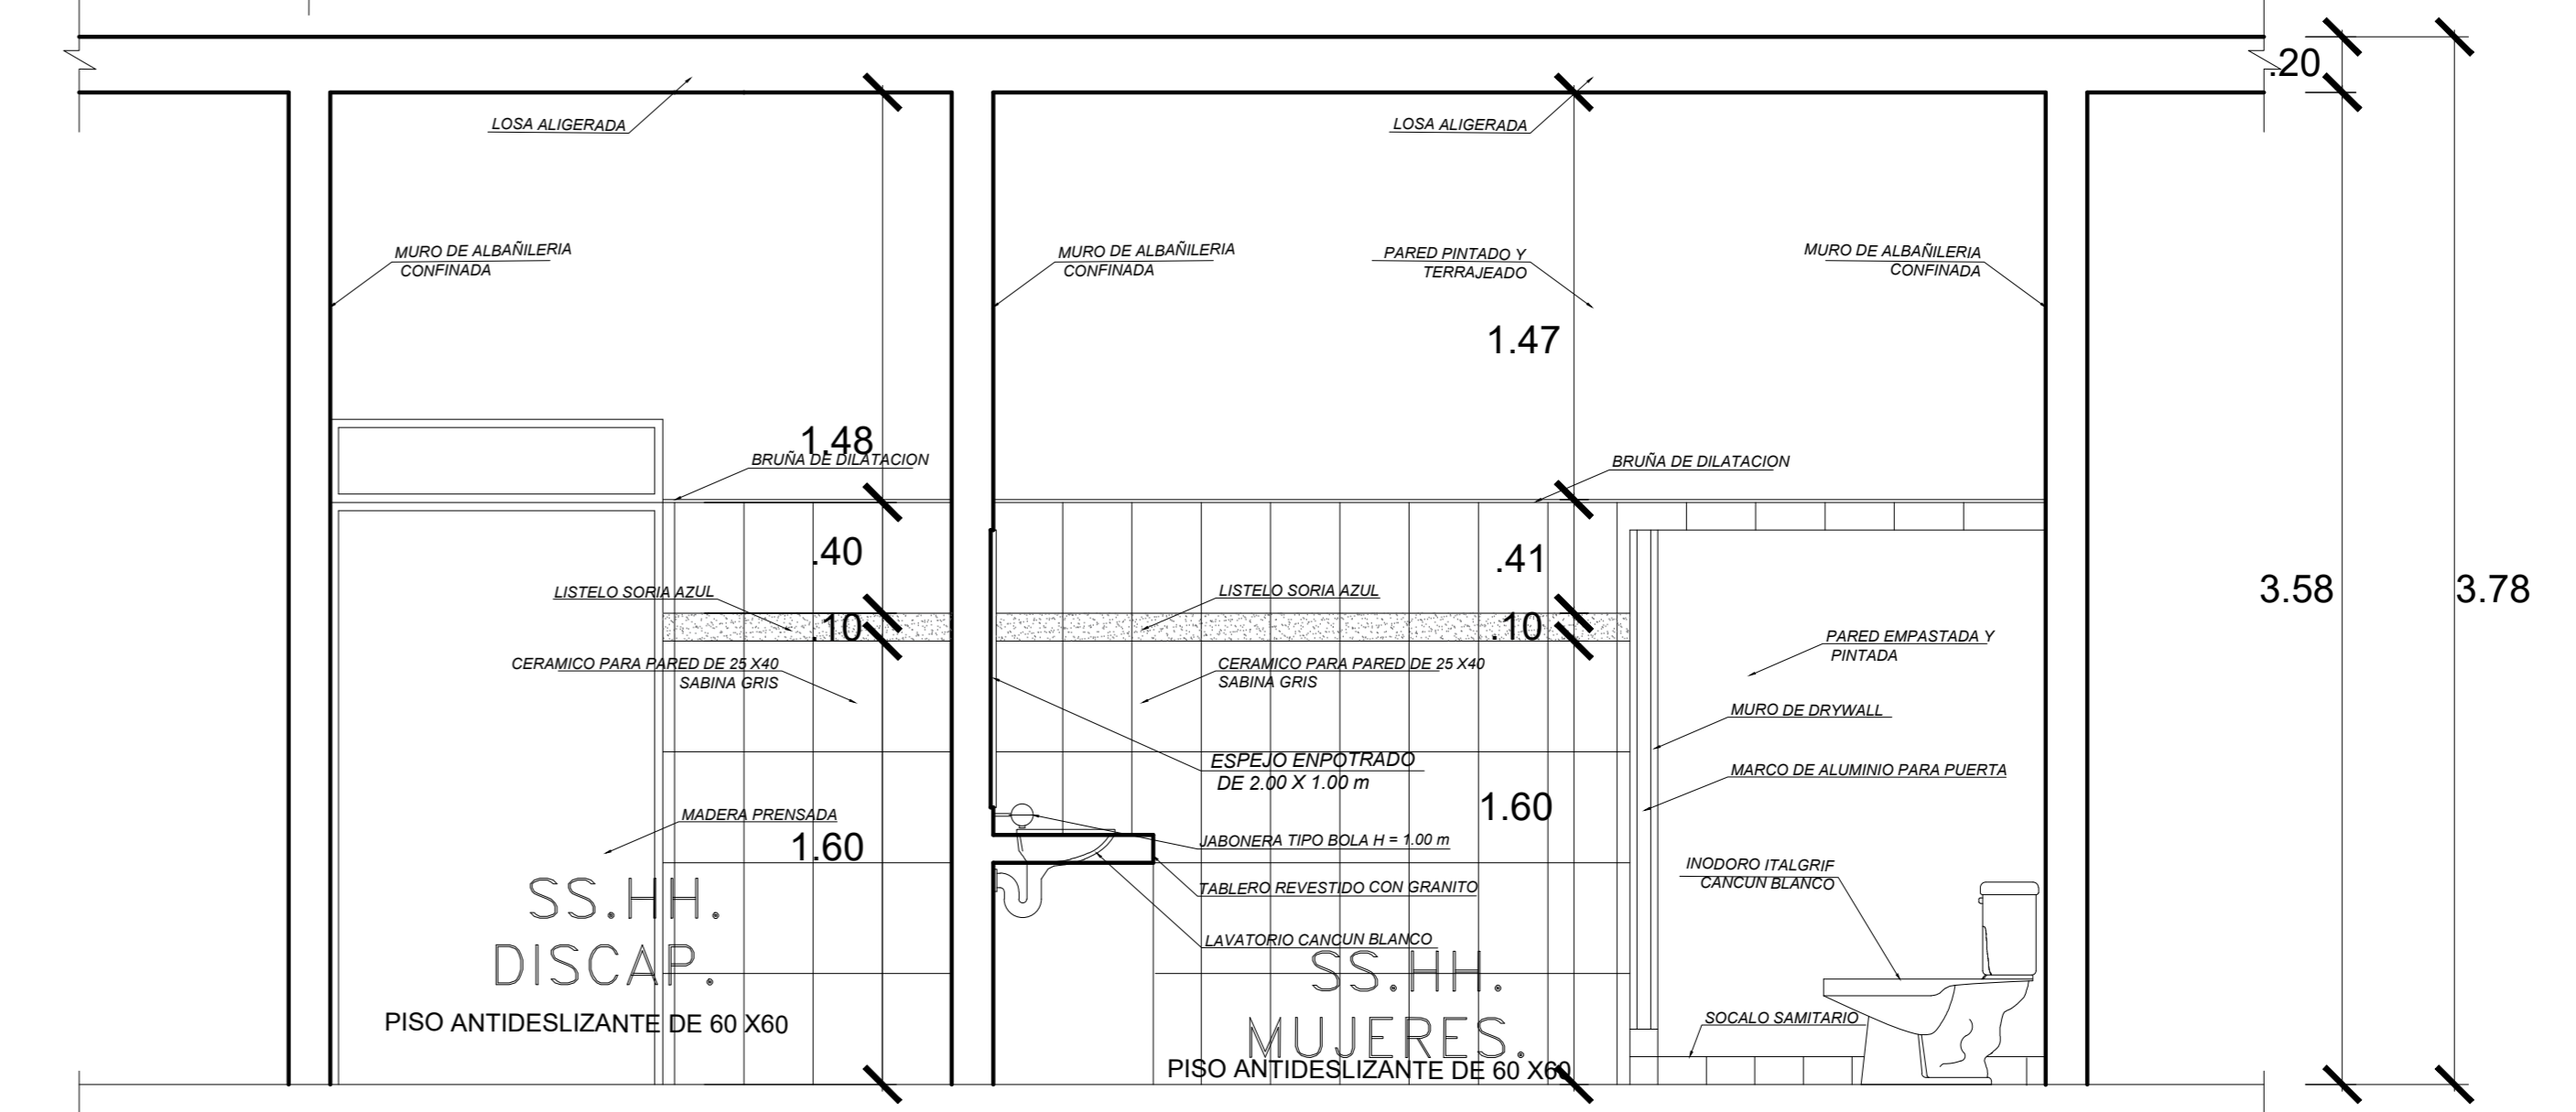 .20
LOSA ALIGERADA
LOSA ALIGERADA
MURO DE ALBAÑILERIA
CONFINADA
MURO DE ALBAÑILERIA
CONFINADA
PARED PINTADO Y
TERRAJEADO
MURO DE ALBAÑILERIA
CONFINADA
1.47
1.48
BRUÑA DE DILATACION
BRUÑA DE DILATACION
.40
.41
LISTELO SORIA AZUL
LISTELO SORIA AZUL
3.58
3.78
.10
.10
PARED EMPASTADA Y
PINTADA
CERAMICO PARA PARED DE 25 X40
SABINA GRIS
CERAMICO PARA PARED DE 25 X40
SABINA GRIS
MURO DE DRYWALL
ESPEJO ENPOTRADO
DE 2.00 X 1.00 m
MARCO DE ALUMINIO PARA PUERTA
MADERA PRENSADA
1.60
1.60
JABONERA TIPO BOLA H = 1.00 m
INODORO ITALGRIF
CANCUN BLANCO
TABLERO REVESTIDO CON GRANITO
SS.HH.
DISCAP.
LAVATORIO CANCUN BLANCO
SS.HH.
MUJERES.
PISO ANTIDESLIZANTE DE 60 X60
SOCALO SAMITARIO
PISO ANTIDESLIZANTE DE 60 X60